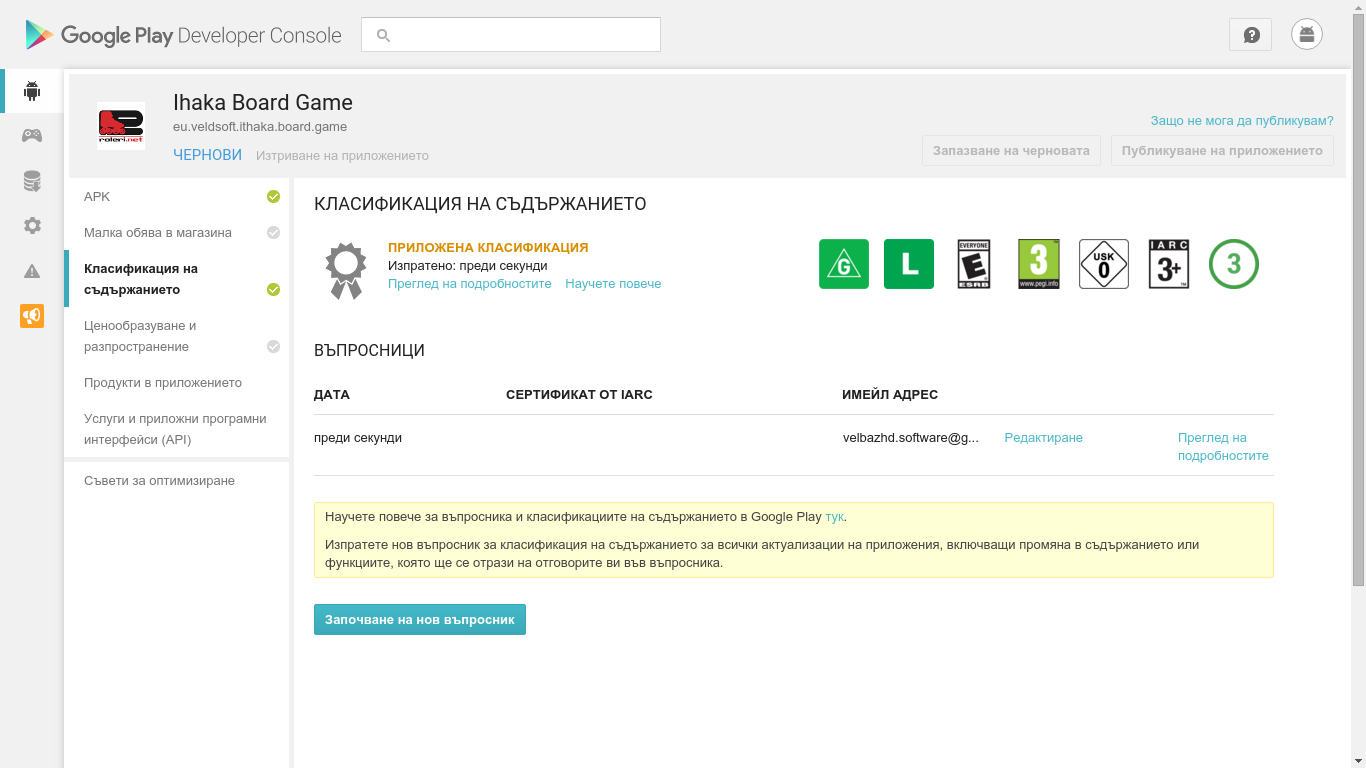 Google Play Developer Console
Ihaka Board Game
eu.veldsoft.ithaka.board.game
ЧЕРНОВИ Изтриване на приложението
roleri.net
Защо не мога да публикувам?
Запазване на черновата Публикуване на приложението
APK
Малка обява в магазина
Класификация на
съдържанието
Ценообразуване и
разпространение
Продукти в приложението
Услуги и приложни програмни
интерфейси (API)
Съвети за оптимизиране
КЛАСИФИКАЦИЯ НА СЪДЪРЖАНИЕТО
ПРИЛОЖЕНА КЛАСИФИКАЦИЯ
Изпратено: преди секунди
Преглед на подробностите Научете повече
G
L
EVERYONE
E
ESRB
3
www.pegi.info
USK
0
IARC
3+
3
ВЪПРОСНИЦИ
ДАТА СЕРТИФИКАТ ОТ IARC ИМЕЙЛ АДРЕС
преди секунди velbazhd.software@g... Редактиране Преглед на
подробностите
Научете повече за въпросника и класификациите на съдържанието в Google Play тук.
Изпратете нов въпросник за класификация на съдържанието за всички актуализации на приложения, включващи промяна в съдържанието или
функциите, която ще се отрази на отговорите ви във въпросника.
Започване на нов въпросник